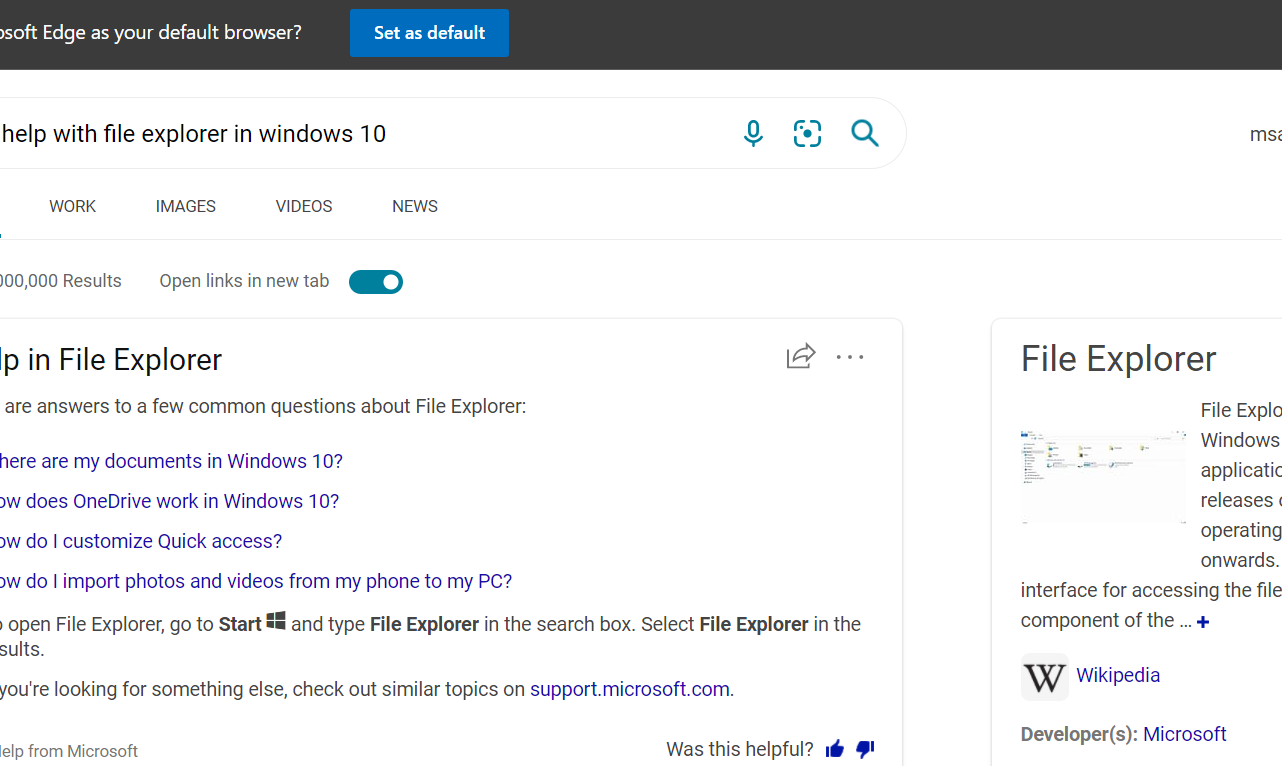 osoft Edge as your default browser?
Set as default
help with file explorer in windows 10
msa
WORK
IMAGES
VIDEOS
NEWS
000,000 Results
Open links in new tab
lp in File Explorer
are answers to a few common questions about File Explorer:
here are my documents in Windows 10?
ow does OneDrive work in Windows 10?
ow do I customize Quick access?
ow do I import photos and videos from my phone to my PC?
o open File Explorer, go to Start and type File Explorer in the search box. Select File Explorer in the
sults.
you're looking for something else, check out similar topics on support.microsoft.com.
Help from Microsoft
Was this helpful?
File Explorer
File Explo
Windows
applicatio
releases o
operating
onwards.
interface for accessing the file
component of the ...
W
Wikipedia
Developer(s): Microsoft